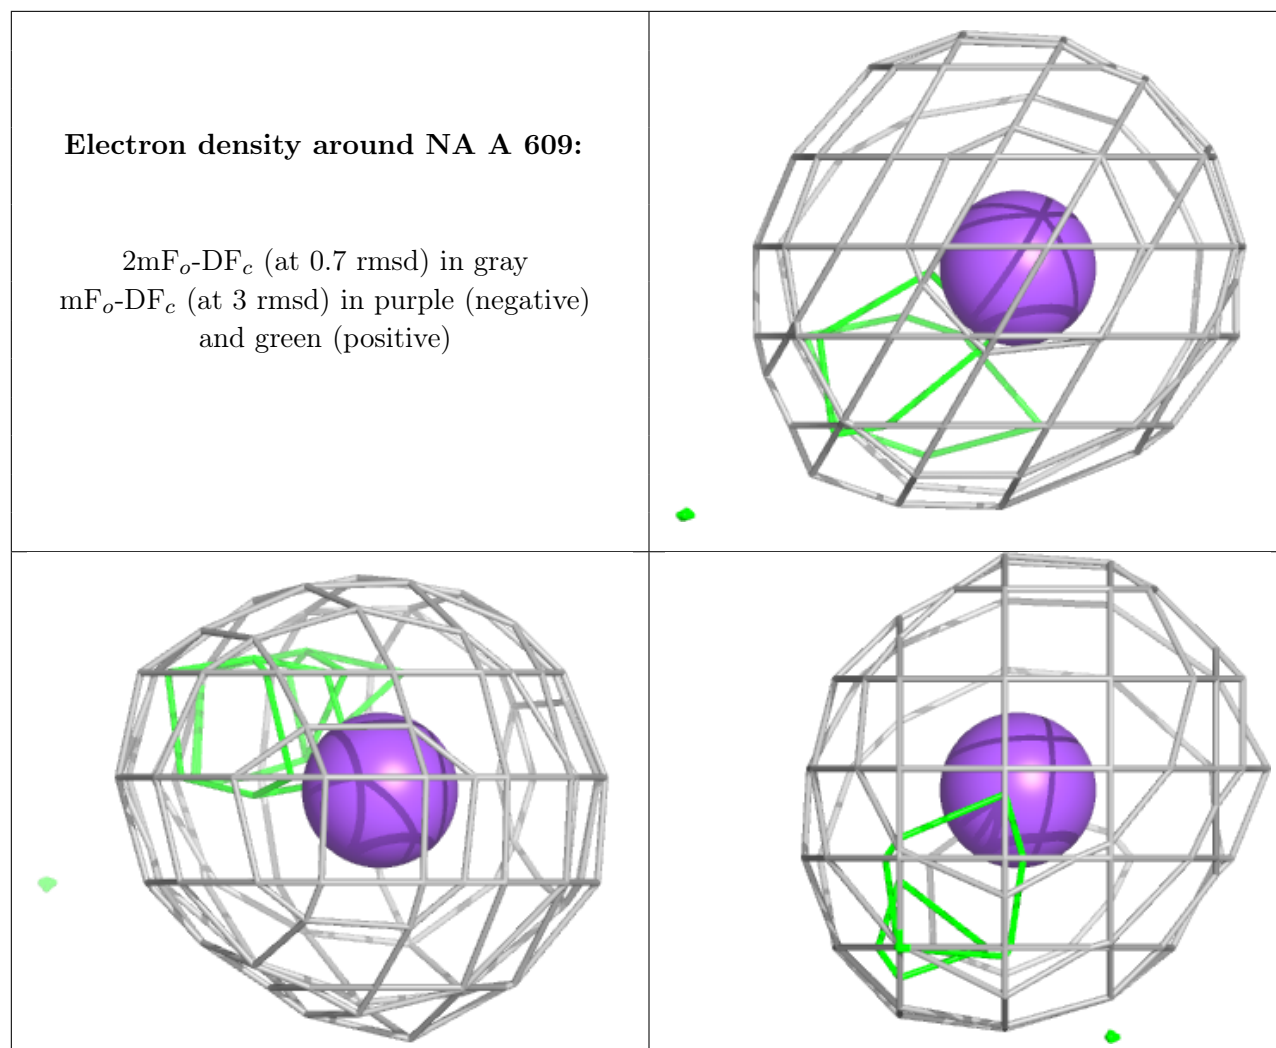 Electron density around NA A 609:
2mFₒ-DF𝒸 (at 0.7 rmsd) in gray
mFₒ-DF𝒸 (at 3 rmsd) in purple (negative)
and green (positive)